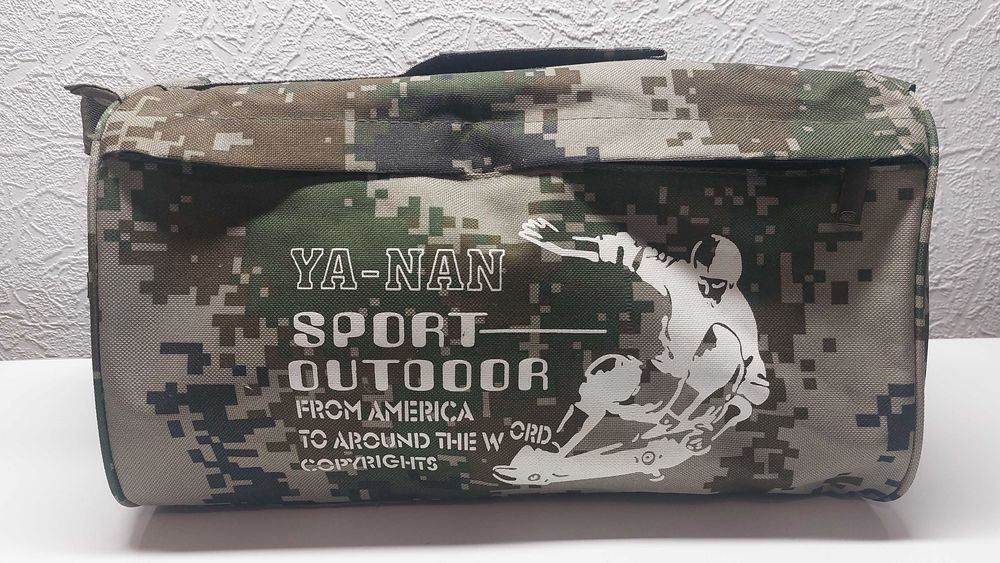 YA-NAN
SPORT
OUTOOOR
FROM AMERICA
TO AROUND THE WORD
COPYRIGHTS